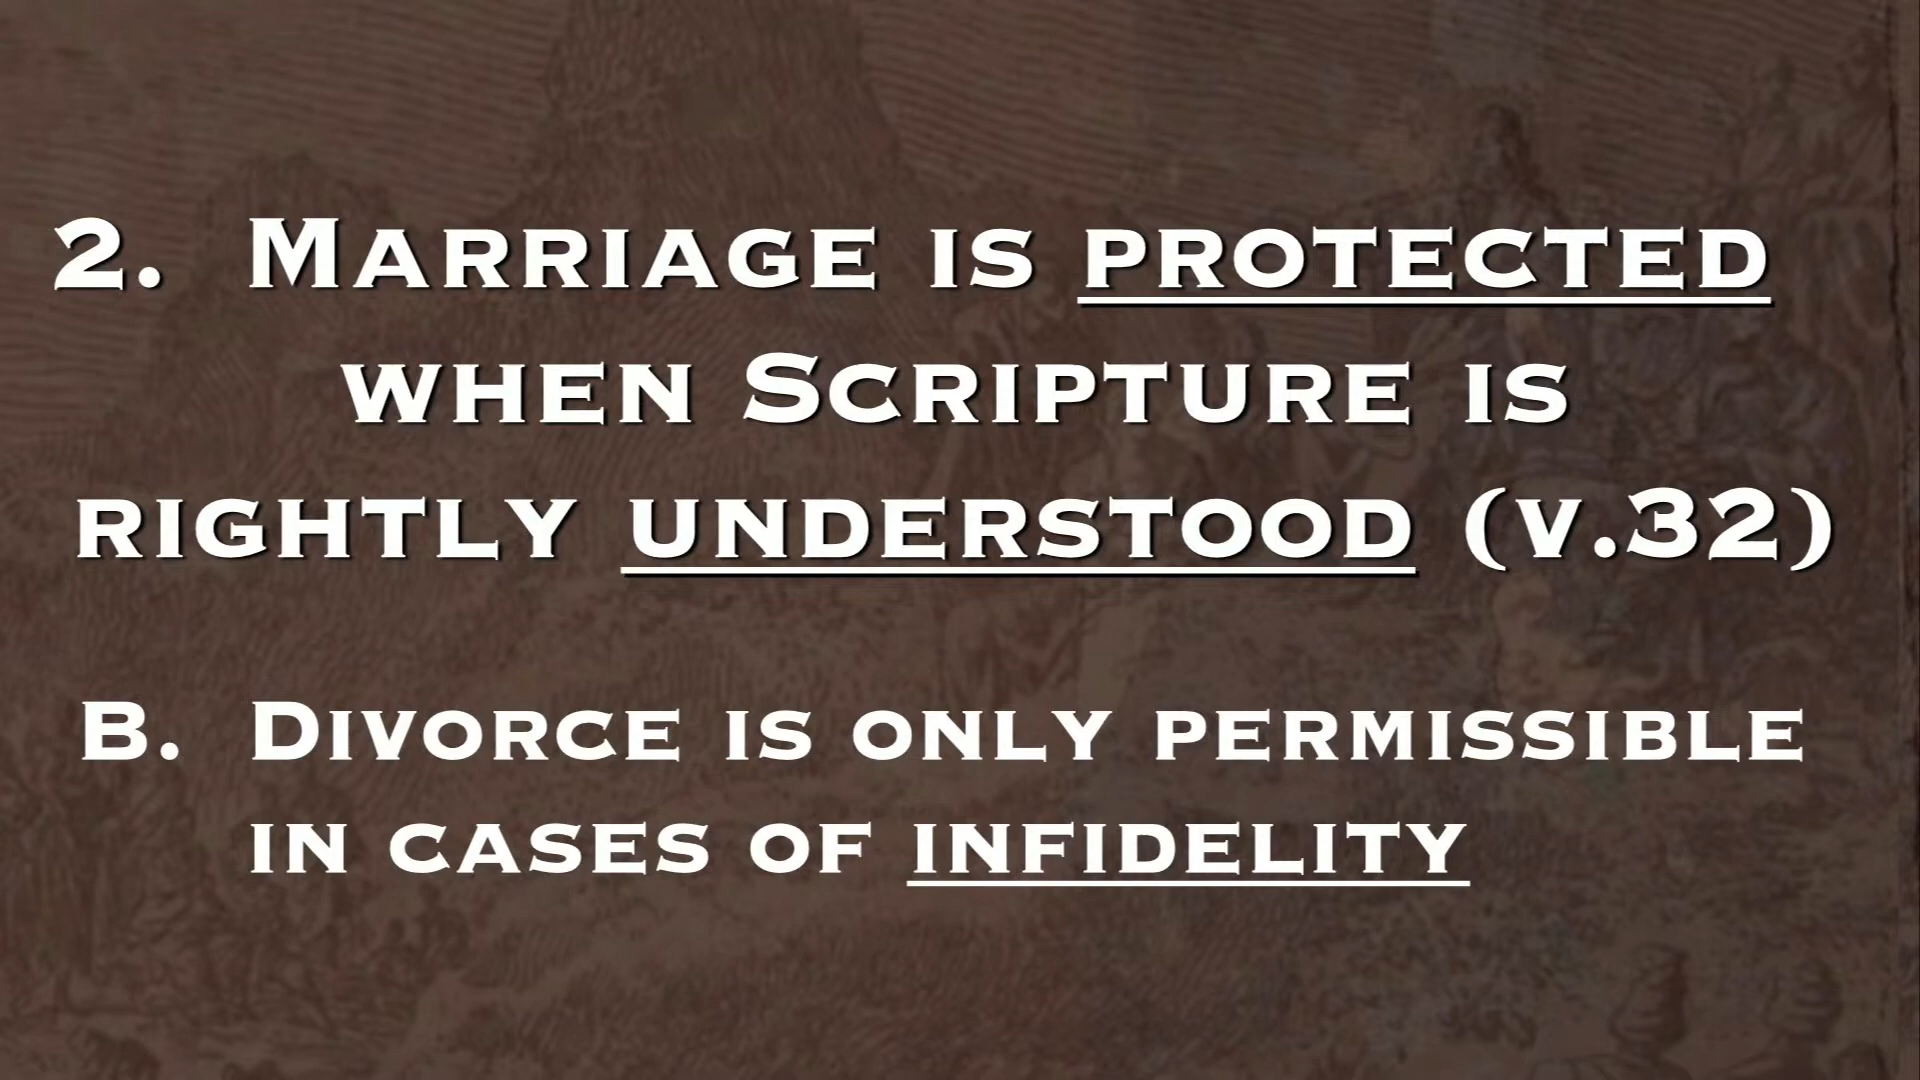 2. Marriage is protected
when Scripture is
rightly understood (v.32)
B. Divorce is only permissible
in cases of infidelity